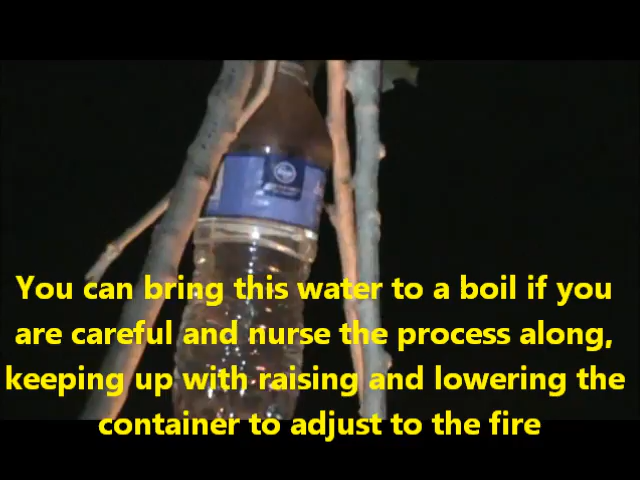 You can bring this water to a boil if you
are careful and nurse the process along,
keeping up with raising and lowering the
container to adjust to the fire